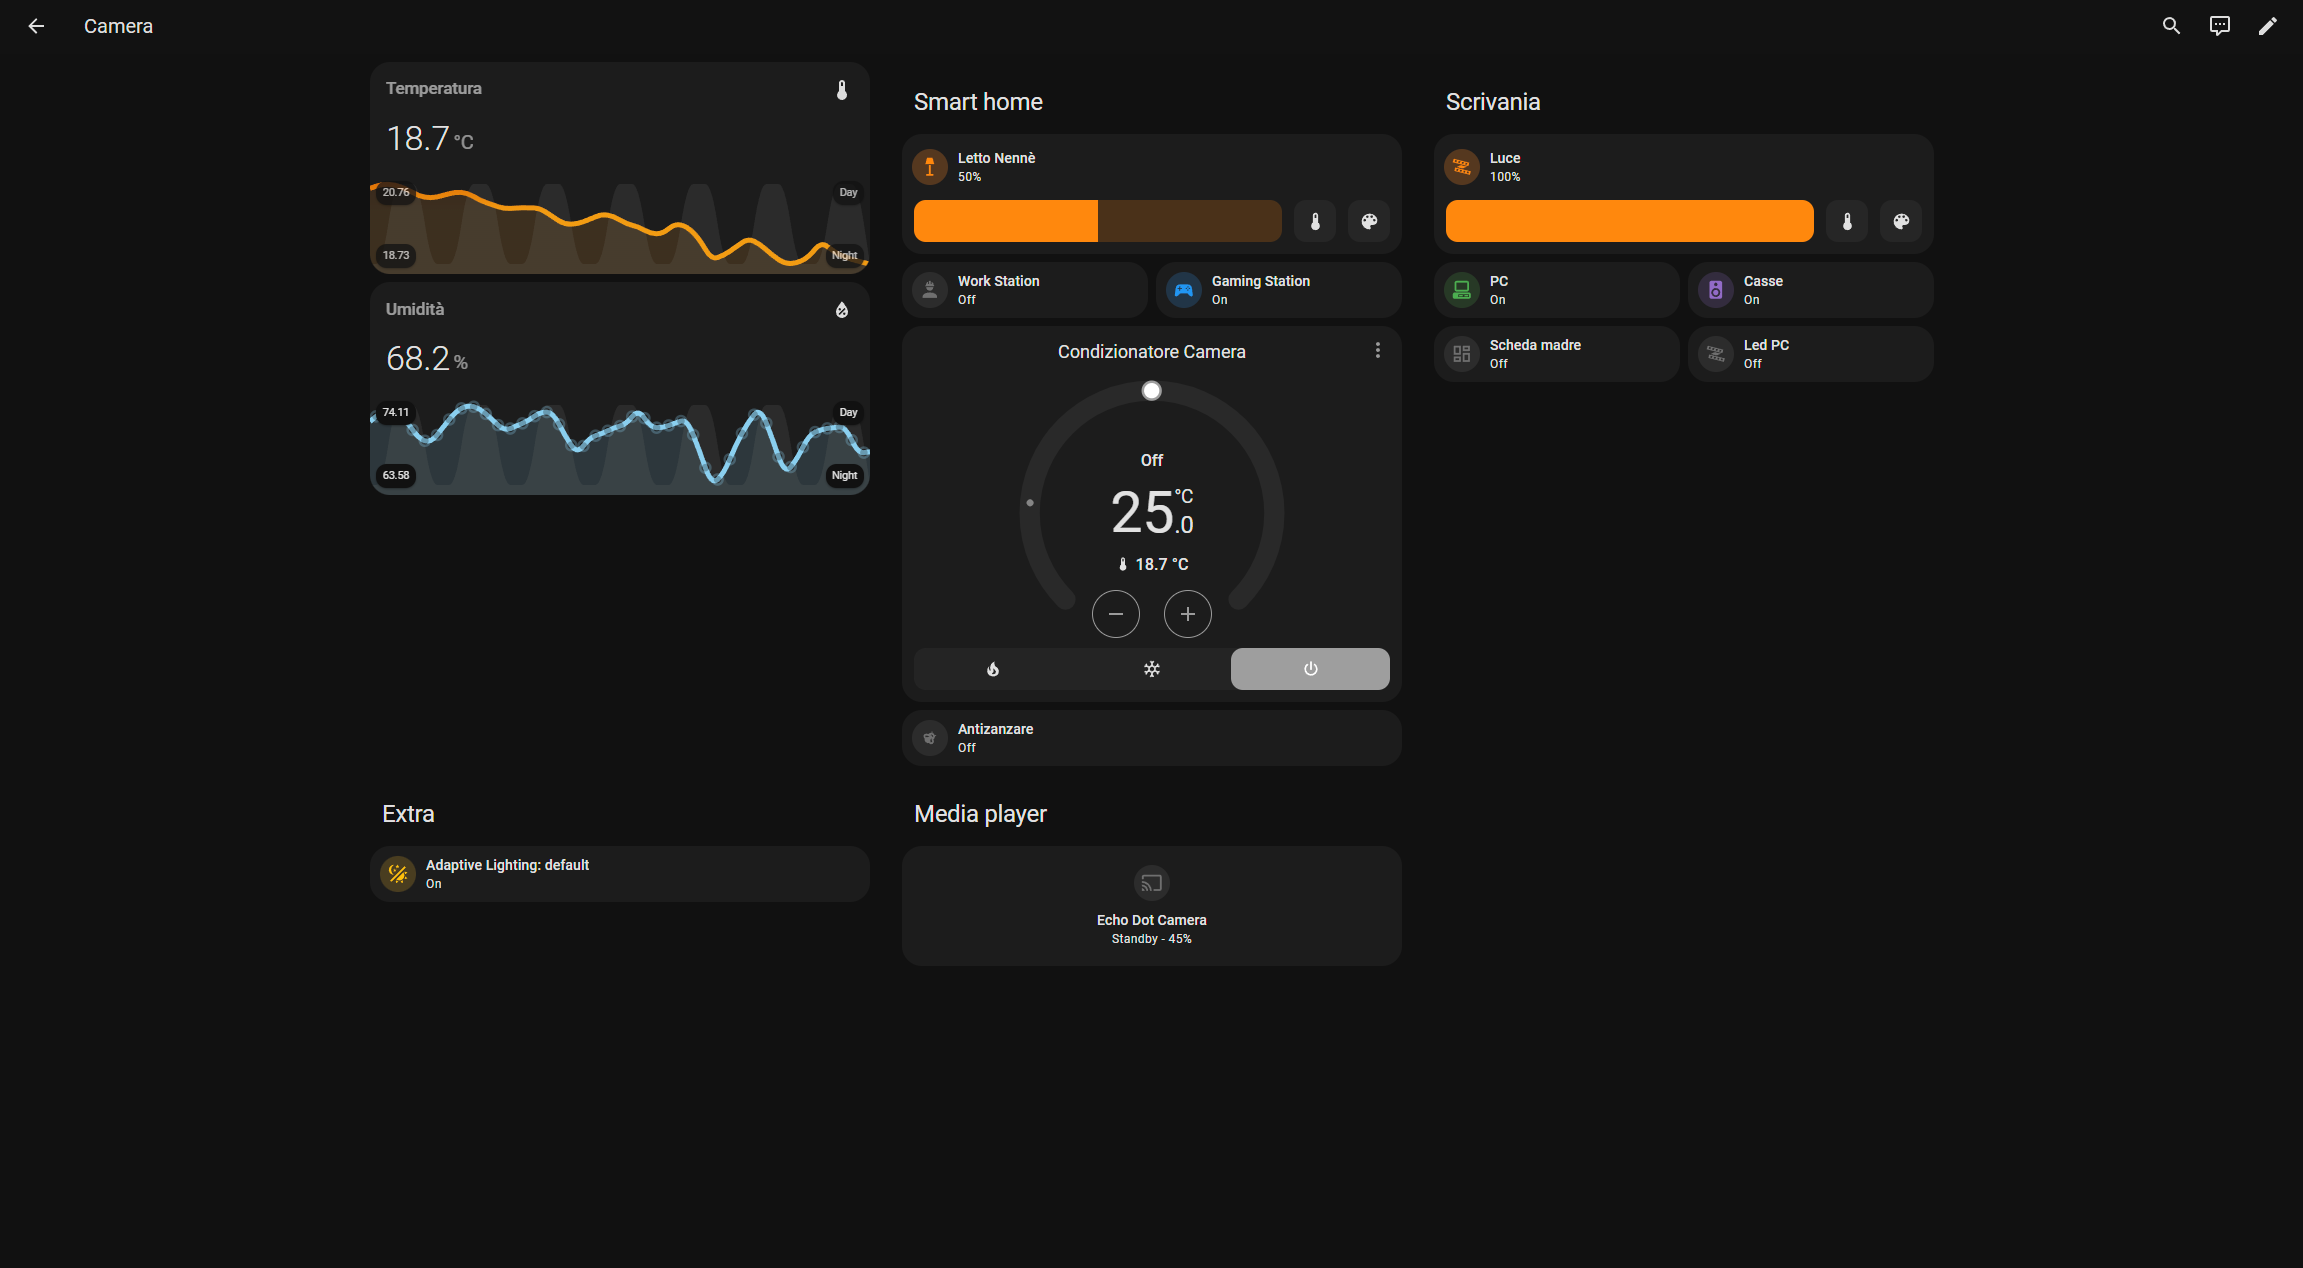 Camera
Temperatura
18.7 °C
20.76
Day
18.73
Night
Umidità
68.2 %
74.11
Day
63.58
Night
Smart home
Letto Nennè
50%
Work Station
Off
Gaming Station
On
Condizionatore Camera
Off
25.0 °C
18.7 °C
Antizanzare
Off
Scrivania
Luce
100%
PC
On
Casse
On
Scheda madre
Off
Led PC
Off
Extra
Adaptive Lighting: default
On
Media player
Echo Dot Camera
Standby - 45%